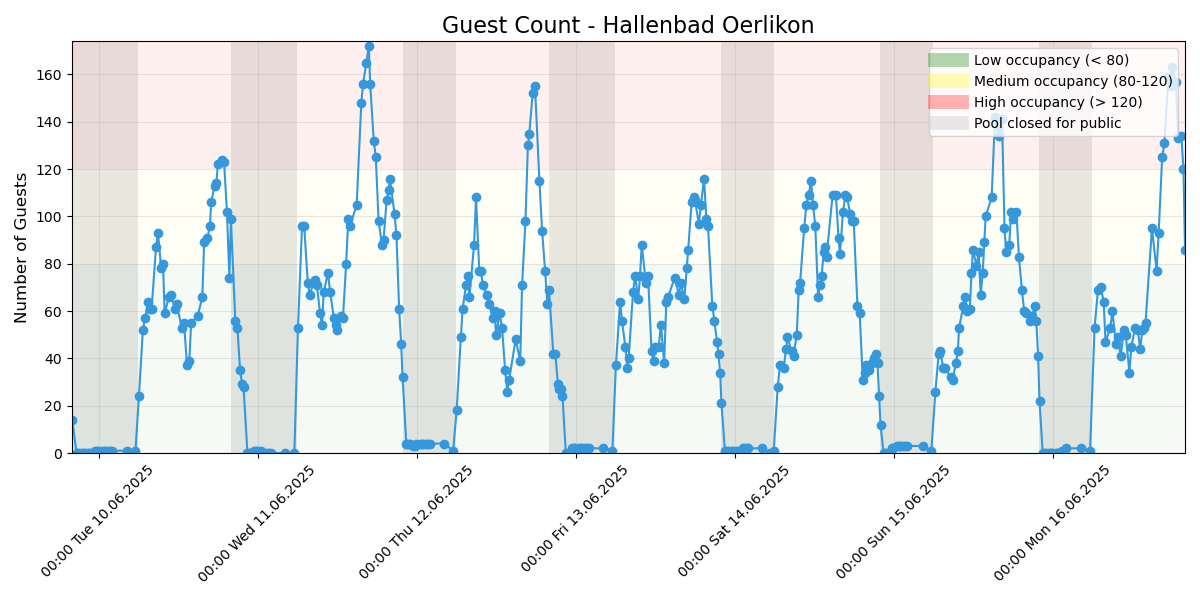 Guest Count - Hallenbad Oerlikon
Number of Guests
160
140
120
100
80
60
40
20
0
Low occupancy (< 80)
Medium occupancy (80-120)
High occupancy (> 120)
Pool closed for public
00:00 Tue 10.06.2025
00:00 Wed 11.06.2025
00:00 Thu 12.06.2025
00:00 Fri 13.06.2025
00:00 Sat 14.06.2025
00:00 Sun 15.06.2025
00:00 Mon 16.06.2025